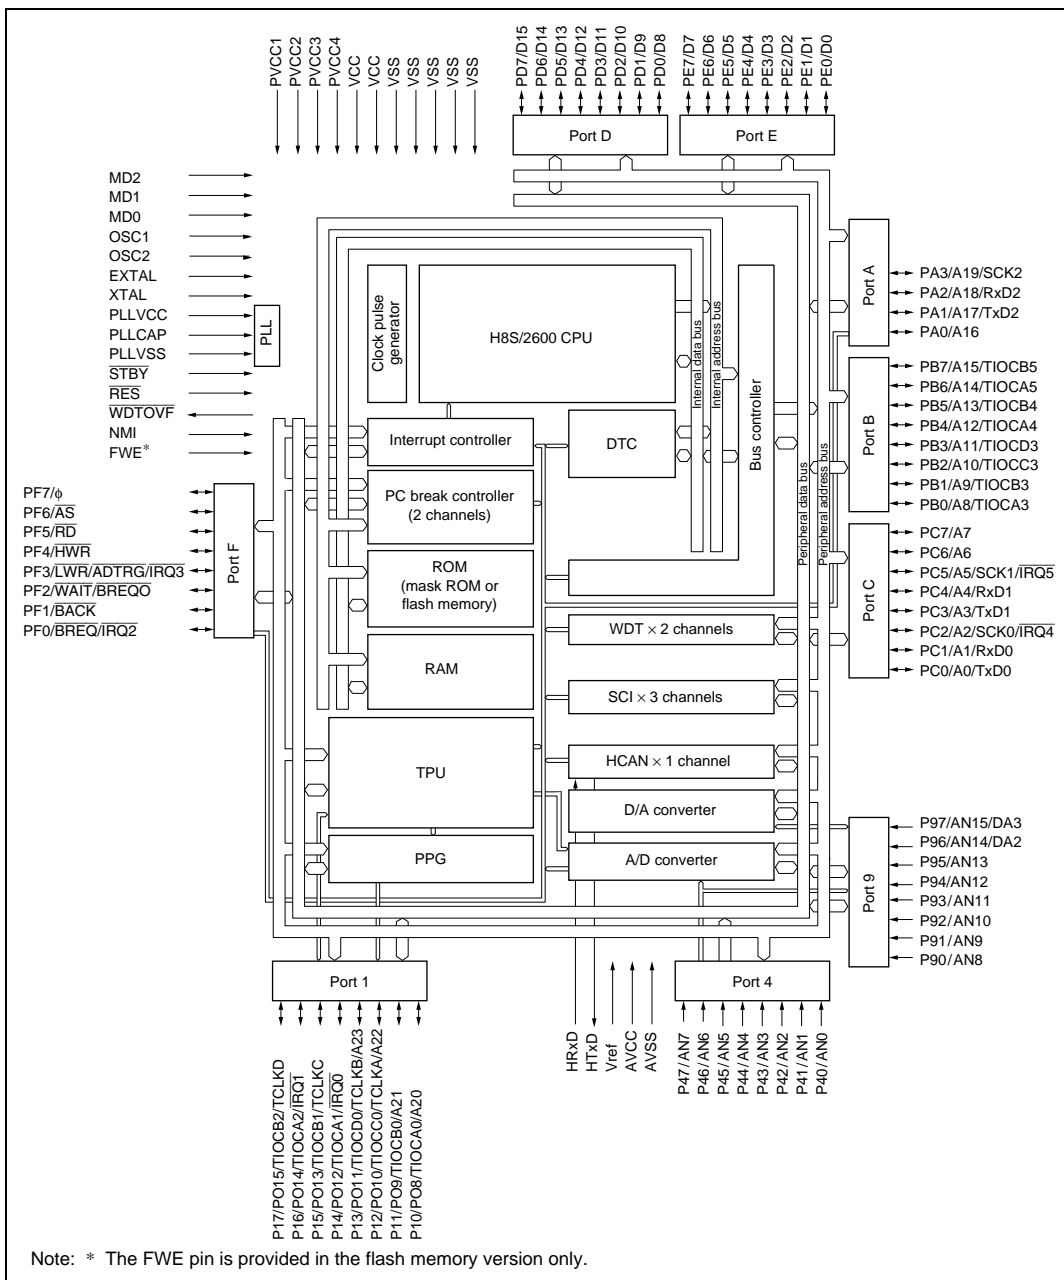 PVCC1
PVCC2
PVCC3
PVCC4
VCC
VCC
VSS
VSS
VSS
VSS
VSS
PD7/D15
PD6/D14
PD5/D13
PD4/D12
PD3/D11
PD2/D10
PD1/D9
PD0/D8
PE7/D7
PE6/D6
PE5/D5
PE4/D4
PE3/D3
PE2/D2
PE1/D1
PE0/D0
Port D
Port E
MD2
MD1
MD0
OSC1
OSC2
EXTAL
XTAL
PLLVCC
PLLCAP
PLLVSS
STBY
RES
WDTOVF
NMI
FWE*
PLL
Clock pulse
generator
H8S/2600 CPU
Internal data bus
Internal address bus
Bus controller
Peripheral data bus
Peripheral address bus
Port A
PA3/A19/SCK2
PA2/A18/RxD2
PA1/A17/TxD2
PA0/A16
Port B
PB7/A15/TIOCB5
PB6/A14/TIOCA5
PB5/A13/TIOCB4
PB4/A12/TIOCA4
PB3/A11/TIOCD3
PB2/A10/TIOCC3
PB1/A9/TIOCB3
PB0/A8/TIOCA3
Interrupt controller
DTC
PC break controller
(2 channels)
ROM
(mask ROM or
flash memory)
RAM
TPU
PPG
WDT × 2 channels
SCI × 3 channels
HCAN × 1 channel
D/A converter
A/D converter
PF7/ϕ
PF6/AS
PF5/RD
PF4/HWR
PF3/LWR/ADTRG/IRQ3
PF2/WAIT/BREQO
PF1/BACK
PF0/BREQ/IRQ2
Port F
Port C
PC7/A7
PC6/A6
PC5/A5/SCK1/IRQ5
PC4/A4/RxD1
PC3/A3/TxD1
PC2/A2/SCK0/IRQ4
PC1/A1/RxD0
PC0/A0/TxD0
Port 9
P97/AN15/DA3
P96/AN14/DA2
P95/AN13
P94/AN12
P93/AN11
P92/AN10
P91/AN9
P90/AN8
Port 1
Port 4
P17/PO15/TIOCB2/TCLKD
P16/PO14/TIOCA2/IRQ1
P15/PO13/TIOCB1/TCLKC
P14/PO12/TIOCA1/IRQ0
P13/PO11/TIOCD0/TCLKB/A23
P12/PO10/TIOCC0/TCLKA/A22
P11/PO9/TIOCB0/A21
P10/PO8/TIOCA0/A20
HRxD
HTxD
Vref
AVCC
AVSS
P47/AN7
P46/AN6
P45/AN5
P44/AN4
P43/AN3
P42/AN2
P41/AN1
P40/AN0
Note: * The FWE pin is provided in the flash memory version only.